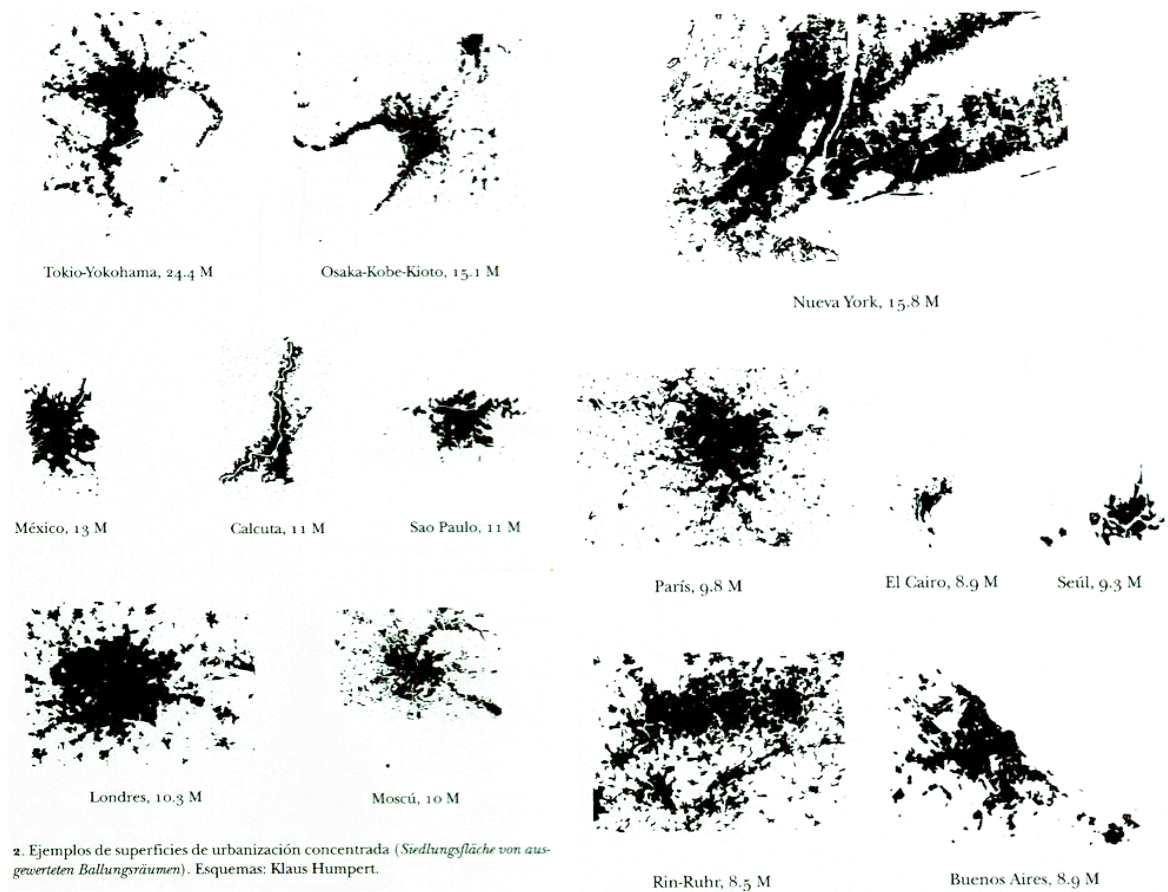 Tokio-Yokohama, 24.4 M
Osaka-Kobe-Kioto, 15.1 M
Nueva York, 15.8 M
México, 13 M
Calcuta, 11 M
Sao Paulo, 11 M
París, 9.8 M
El Cairo, 8.9 M
Seúl, 9.3 M
Londres, 10.3 M
Moscú, 10 M
Rin-Ruhr, 8.5 M
Buenos Aires, 8.9 M
2. Ejemplos de superficies de urbanización concentrada (Siedlungsfläche von aus-
gewerteten Ballungsräumen). Esquemas: Klaus Humpert.